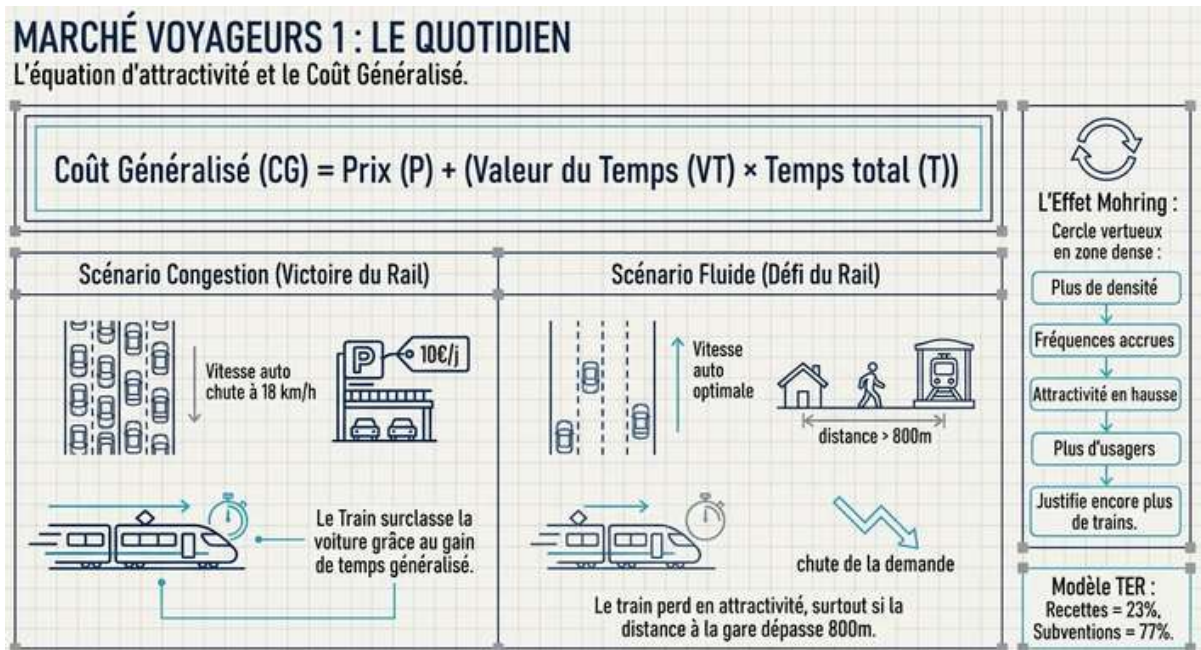 MARCHÉ VOYAGEURS 1 : LE QUOTIDIEN
L'équation d'attractivité et le Coût Généralisé.
Coût Généralisé (CG) = Prix (P) + (Valeur du Temps (VT) × Temps total (T))
Scénario Congestion (Victoire du Rail)
Vitesse auto
chute à 18 km/h
P
10€/j
Le Train surclasse la
voiture grâce au gain
de temps généralisé.
Scénario Fluide (Défi du Rail)
Vitesse
auto
optimale
distance > 800m
chute de la demande
Le train perd en attractivité, surtout si la
distance à la gare dépasse 800m.
L'Effet Mohring :
Cercle vertueux
en zone dense :
Plus de densité
Fréquences accrues
Attractivité en hausse
Plus d'usagers
Justifie encore plus
de trains.
Modèle TER :
Recettes = 23%,
Subventions = 77%.